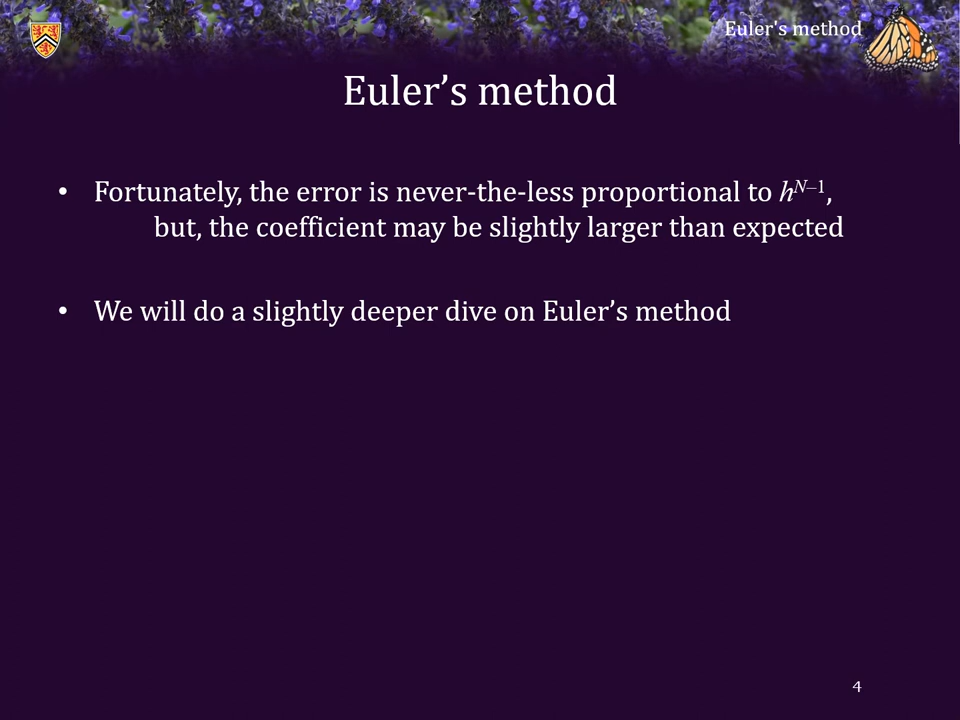 Euler's method
Euler’s method
• Fortunately, the error is never-the-less proportional to hᴺ⁻¹,
but, the coefficient may be slightly larger than expected
• We will do a slightly deeper dive on Euler’s method
4